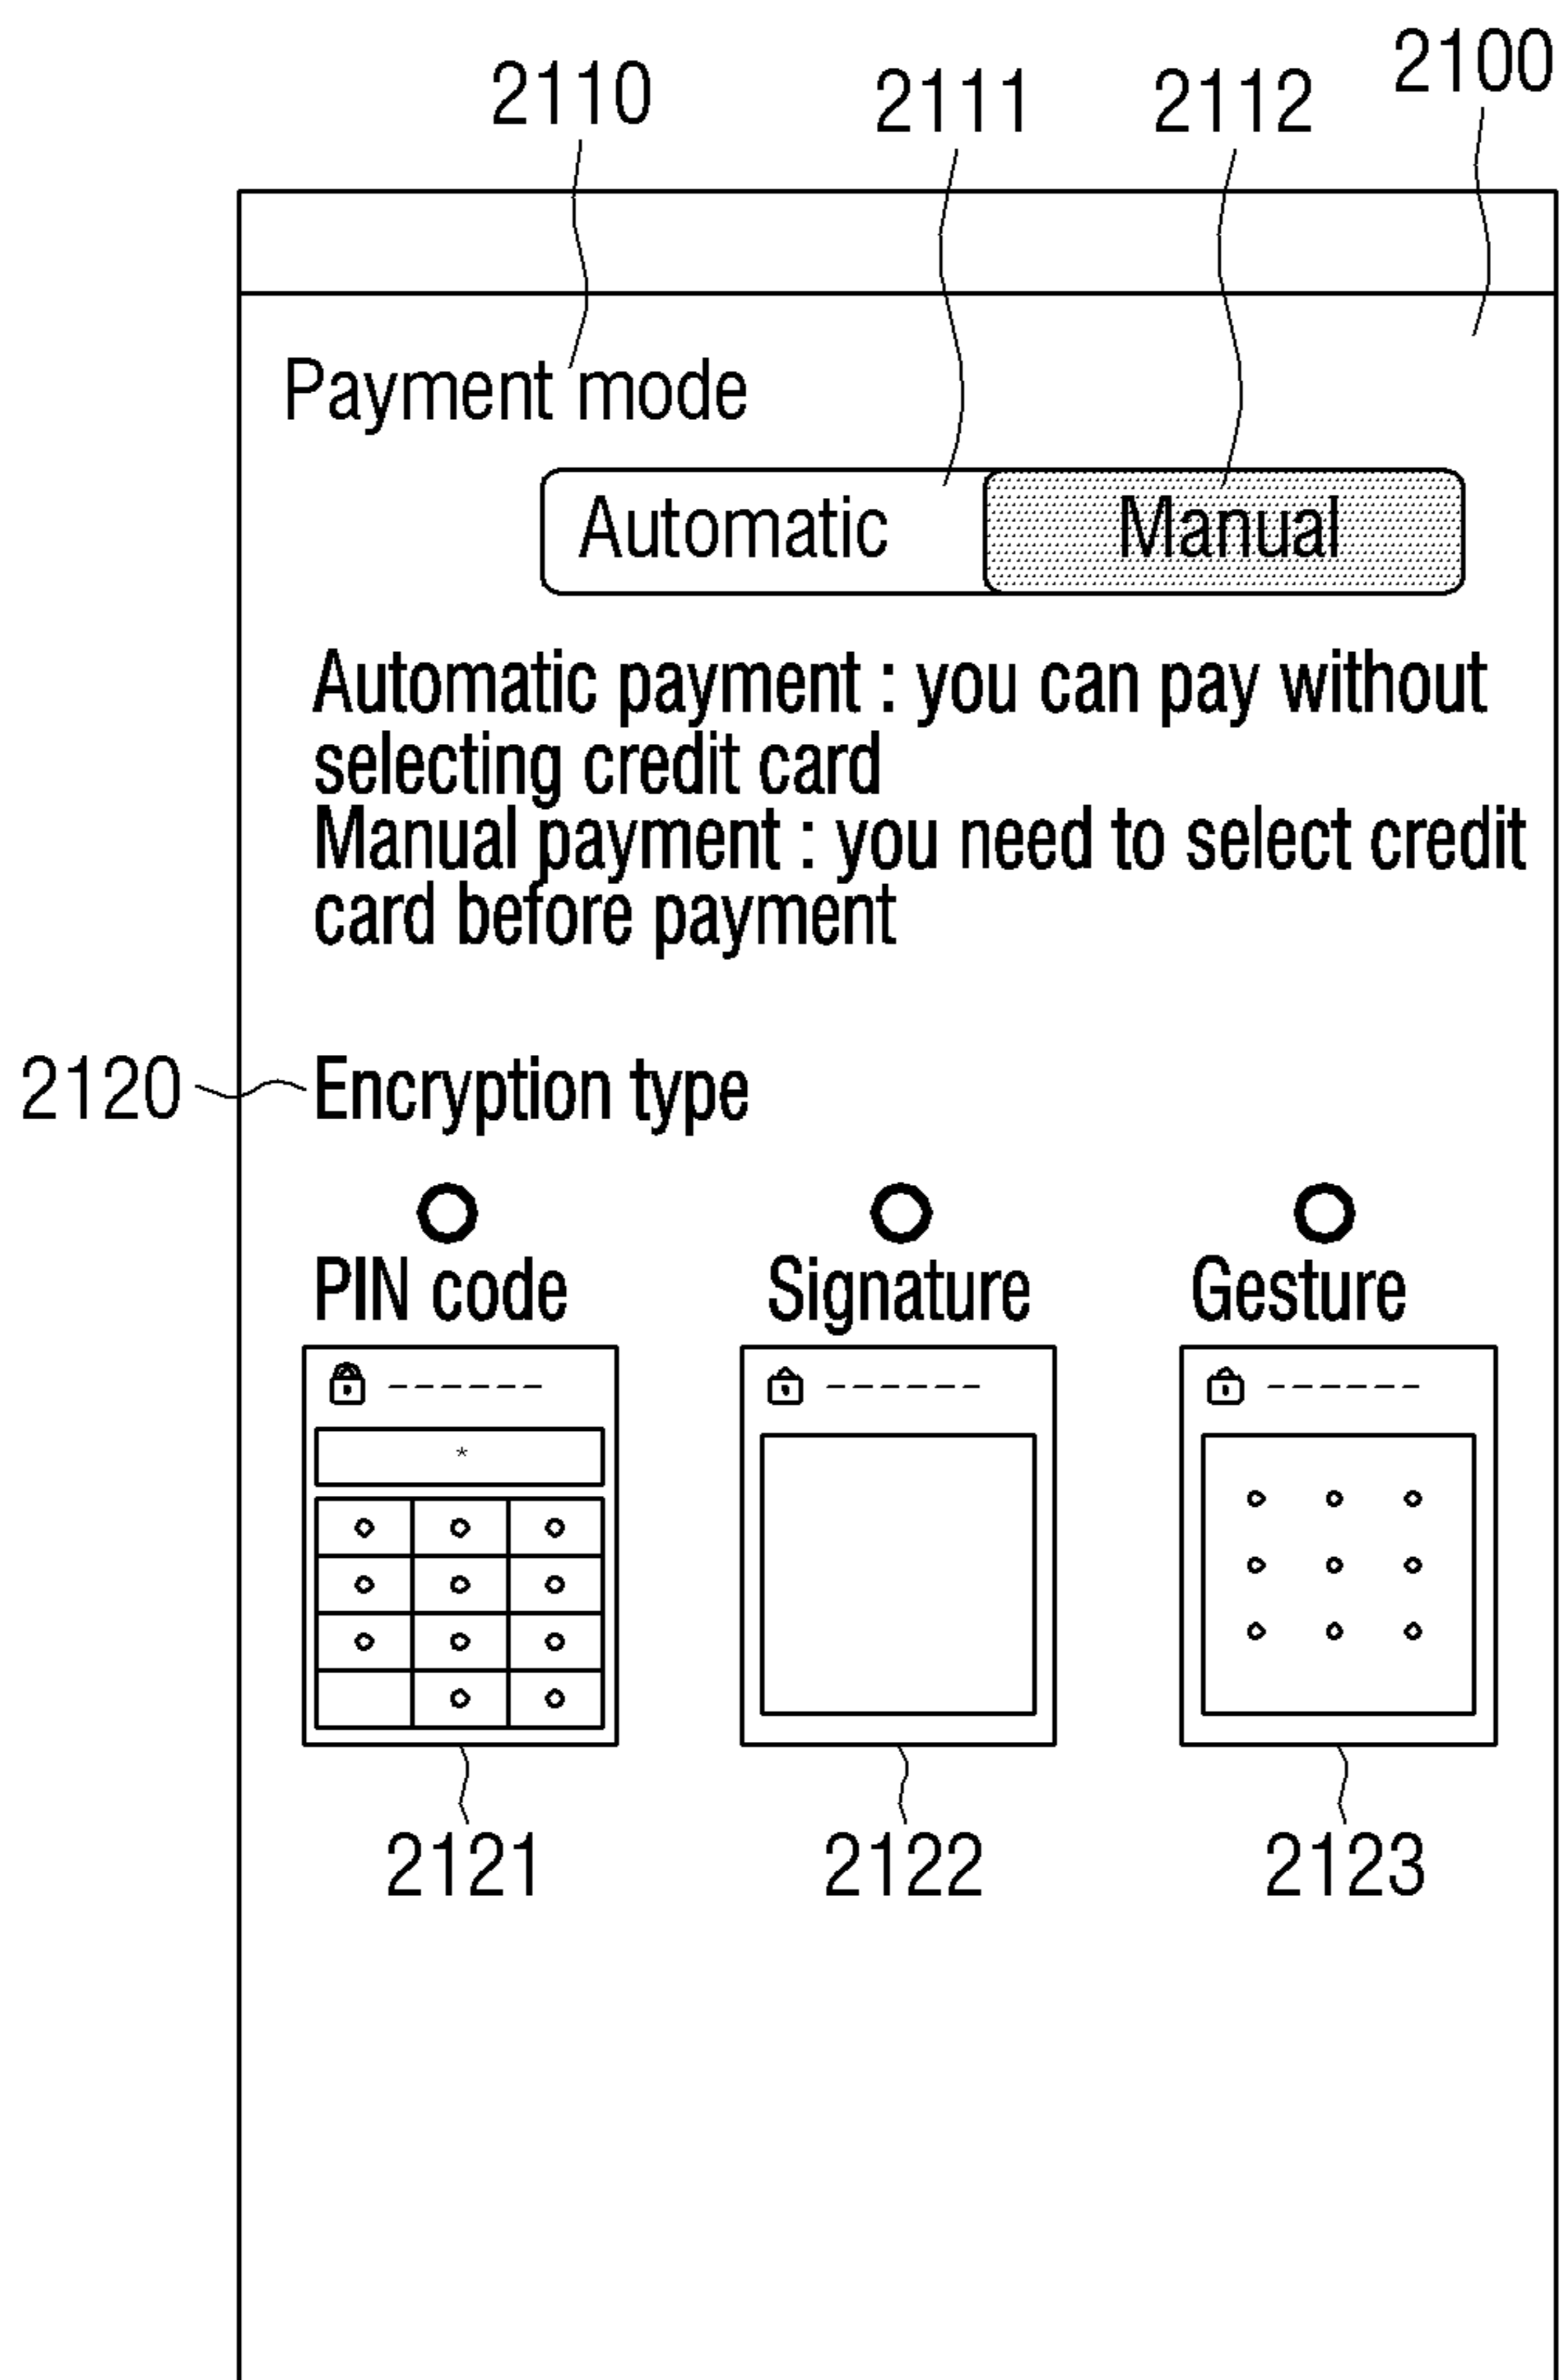 2110 2111 2112 2100
Payment mode
Automatic Manual
Automatic payment : you can pay without
selecting credit card
Manual payment : you need to select credit
card before payment
2120 Encryption type
PIN code Signature Gesture
*
2121 2122 2123